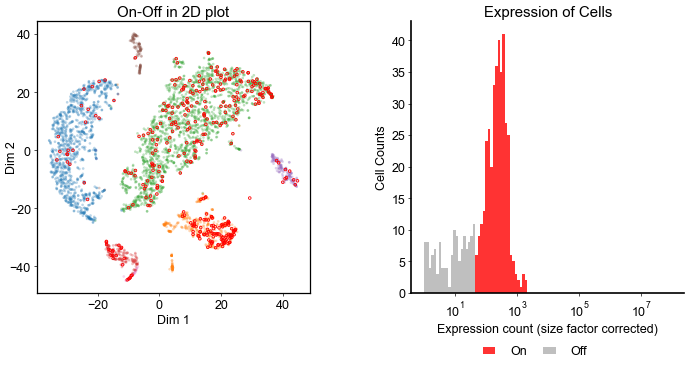 On-Off in 2D plot
Expression of Cells
Dim 2
40
20
0
−20
−40
−20
0
20
40
Dim 1
Cell Counts
40
35
30
25
20
15
10
5
0
10^1
10^3
10^5
10^7
Expression count (size factor corrected)
On
Off